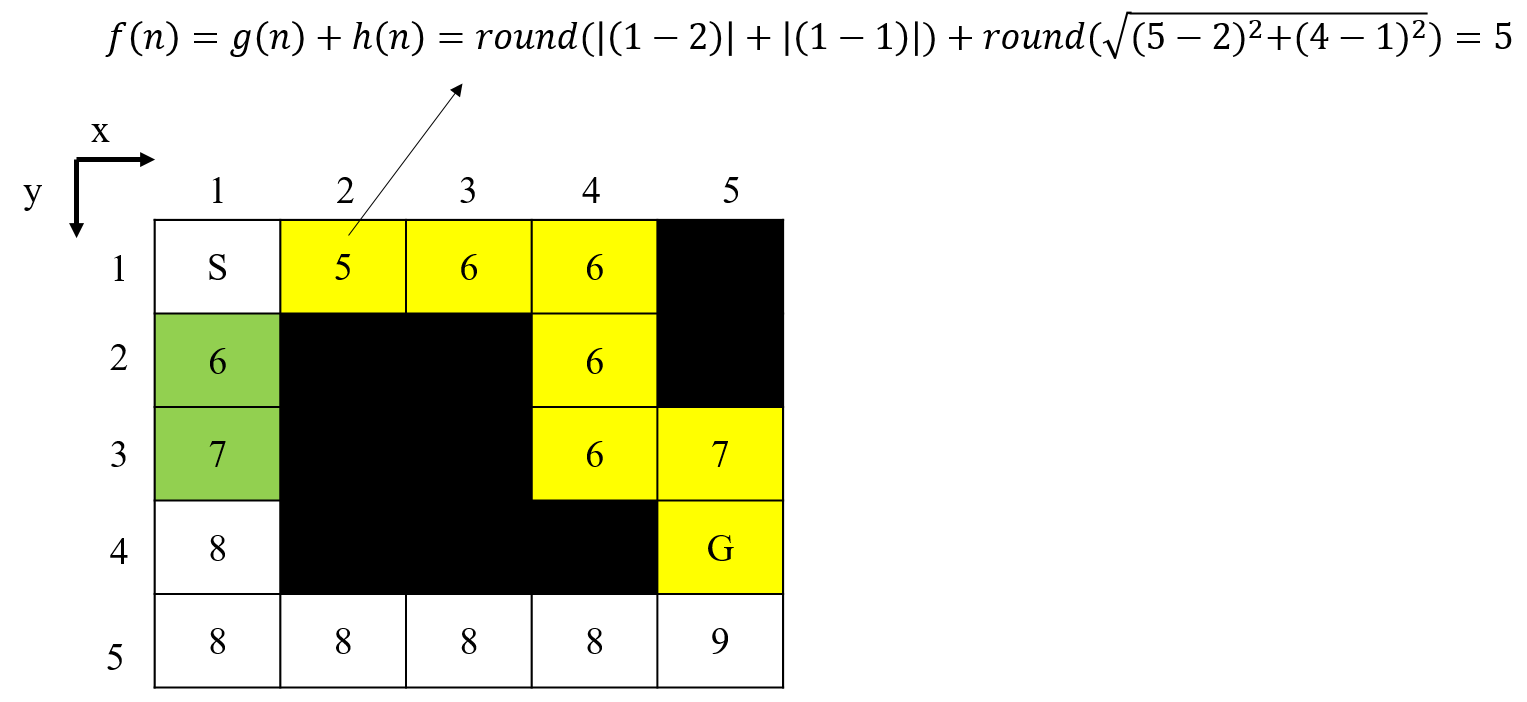 f(n) = g(n) + h(n) = round(|(1 − 2)| + |(1 − 1)|) + round(√(5 − 2)²+(4 − 1)²) = 5
x
y
1 2 3 4 5
1 S 5 6 6
2 6 6
3 7 6 7
4 8 G
5 8 8 8 8 9